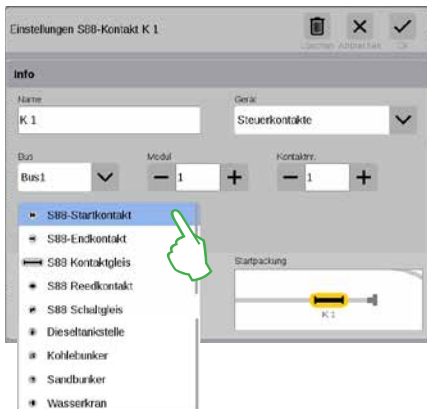 Einstellungen S88-Kontakt K 1
Löschen Abbrechen OK
Info
Name
Gerät
K 1
Steuerkontakte
Bus
Modul
Kontaktnr.
Bus1
1
1
S88-Startkontakt
S88-Endkontakt
S88 Kontaktgleis
S88 Reedkontakt
S88 Schaltgleis
Dieseltankstelle
Kohlebunker
Sandbunker
Wasserkran
Startpackung
K 1